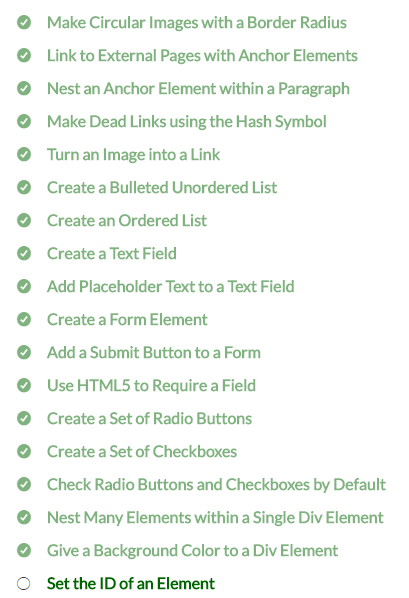 Make Circular Images with a Border Radius
Link to External Pages with Anchor Elements
Nest an Anchor Element within a Paragraph
Make Dead Links using the Hash Symbol
Turn an Image into a Link
Create a Bulleted Unordered List
Create an Ordered List
Create a Text Field
Add Placeholder Text to a Text Field
Create a Form Element
Add a Submit Button to a Form
Use HTML5 to Require a Field
Create a Set of Radio Buttons
Create a Set of Checkboxes
Check Radio Buttons and Checkboxes by Default
Nest Many Elements within a Single Div Element
Give a Background Color to a Div Element
Set the ID of an Element